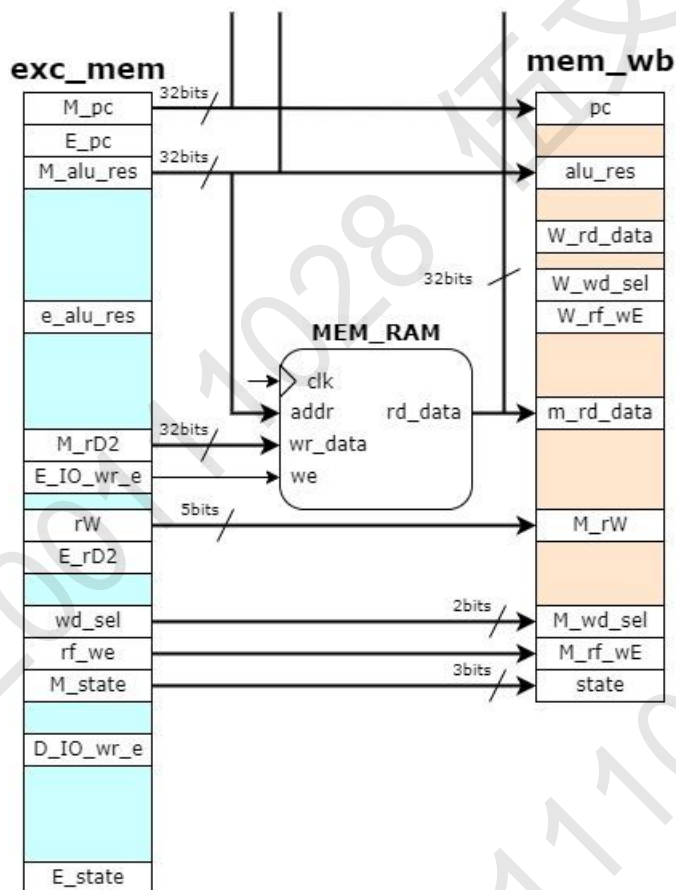 exc_mem
mem_wb
M_pc
32bits
pc
E_pc
M_alu_res
32bits
alu_res
W_rd_data
32bits
W_wd_sel
e_alu_res
W_rf_wE
MEM_RAM
clk
addr
rd_data
m_rd_data
M_rD2
32bits
wr_data
E_IO_wr_e
we
rW
5bits
M_rW
E_rD2
wd_sel
2bits
M_wd_sel
rf_we
M_rf_wE
M_state
3bits
state
D_IO_wr_e
E_state